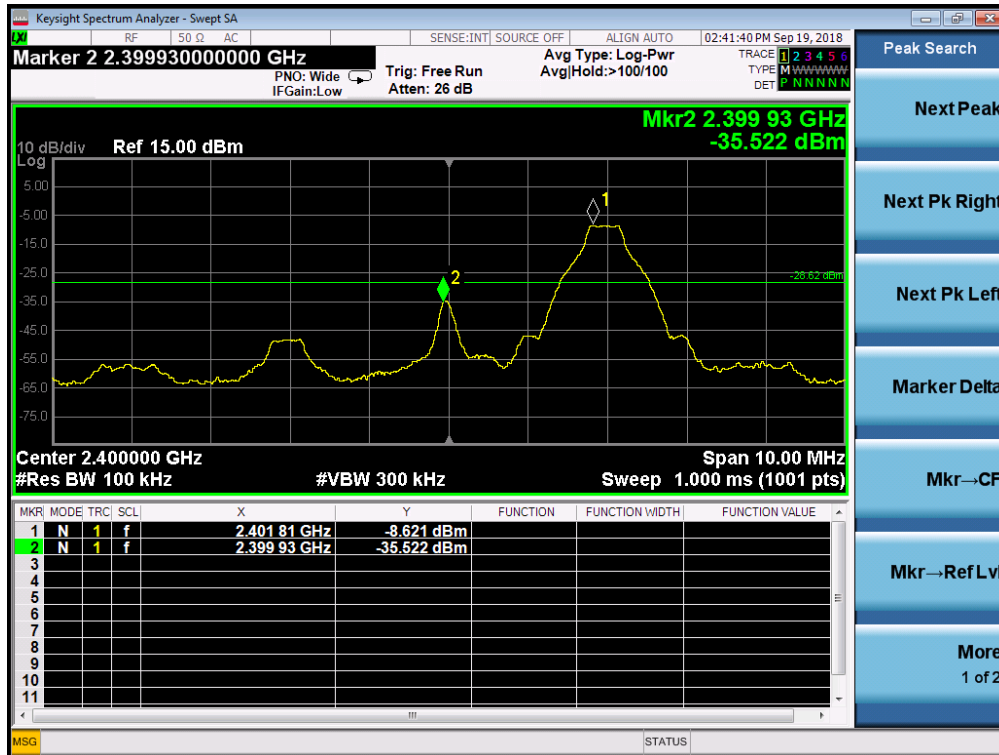 Keysight Spectrum Analyzer - Swept SA
LXI RF 50 Ω AC SENSE:INT SOURCE OFF ALIGN AUTO 02:41:40 PM Sep 19, 2018
Marker 2 2.399930000000 GHz
PNO: Wide
IFGain:Low
Trig: Free Run
Atten: 26 dB
Avg Type: Log-Pwr
Avg|Hold:>100/100
TRACE 1 2 3 4 5 6
TYPE M W W W W W
DET P N N N N N
Mkr2 2.399 93 GHz
-35.522 dBm
10 dB/div Ref 15.00 dBm
Log
5.00
-5.00
-15.0
-25.0
-35.0
-45.0
-55.0
-65.0
-75.0
1
2
-28.62 dBm
Center 2.400000 GHz Span 10.00 MHz
#Res BW 100 kHz #VBW 300 kHz Sweep 1.000 ms (1001 pts)
MKR MODE TRC SCL X Y FUNCTION FUNCTION WIDTH FUNCTION VALUE
1 N 1 f 2.401 81 GHz -8.621 dBm
2 N 1 f 2.399 93 GHz -35.522 dBm
3
4
5
6
7
8
9
10
11
MSG STATUS
Peak Search
Next Peak
Next Pk Right
Next Pk Left
Marker Delta
Mkr→CF
Mkr→Ref Lvl
More
1 of 2